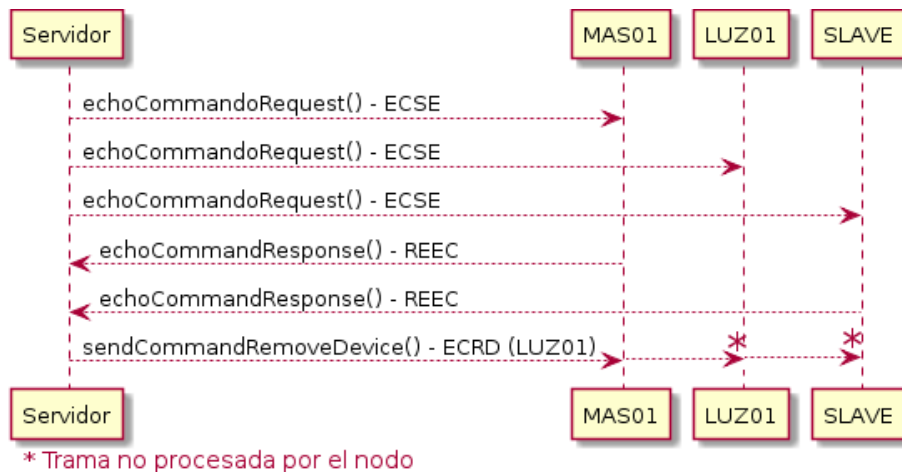 Servidor MAS01 LUZ01 SLAVE
echoCommandoRequest() - ECSE
echoCommandoRequest() - ECSE
echoCommandoRequest() - ECSE
echoCommandResponse() - REEC
echoCommandResponse() - REEC
sendCommandRemoveDevice() - ECRD (LUZ01) * *
Servidor MAS01 LUZ01 SLAVE
* Trama no procesada por el nodo